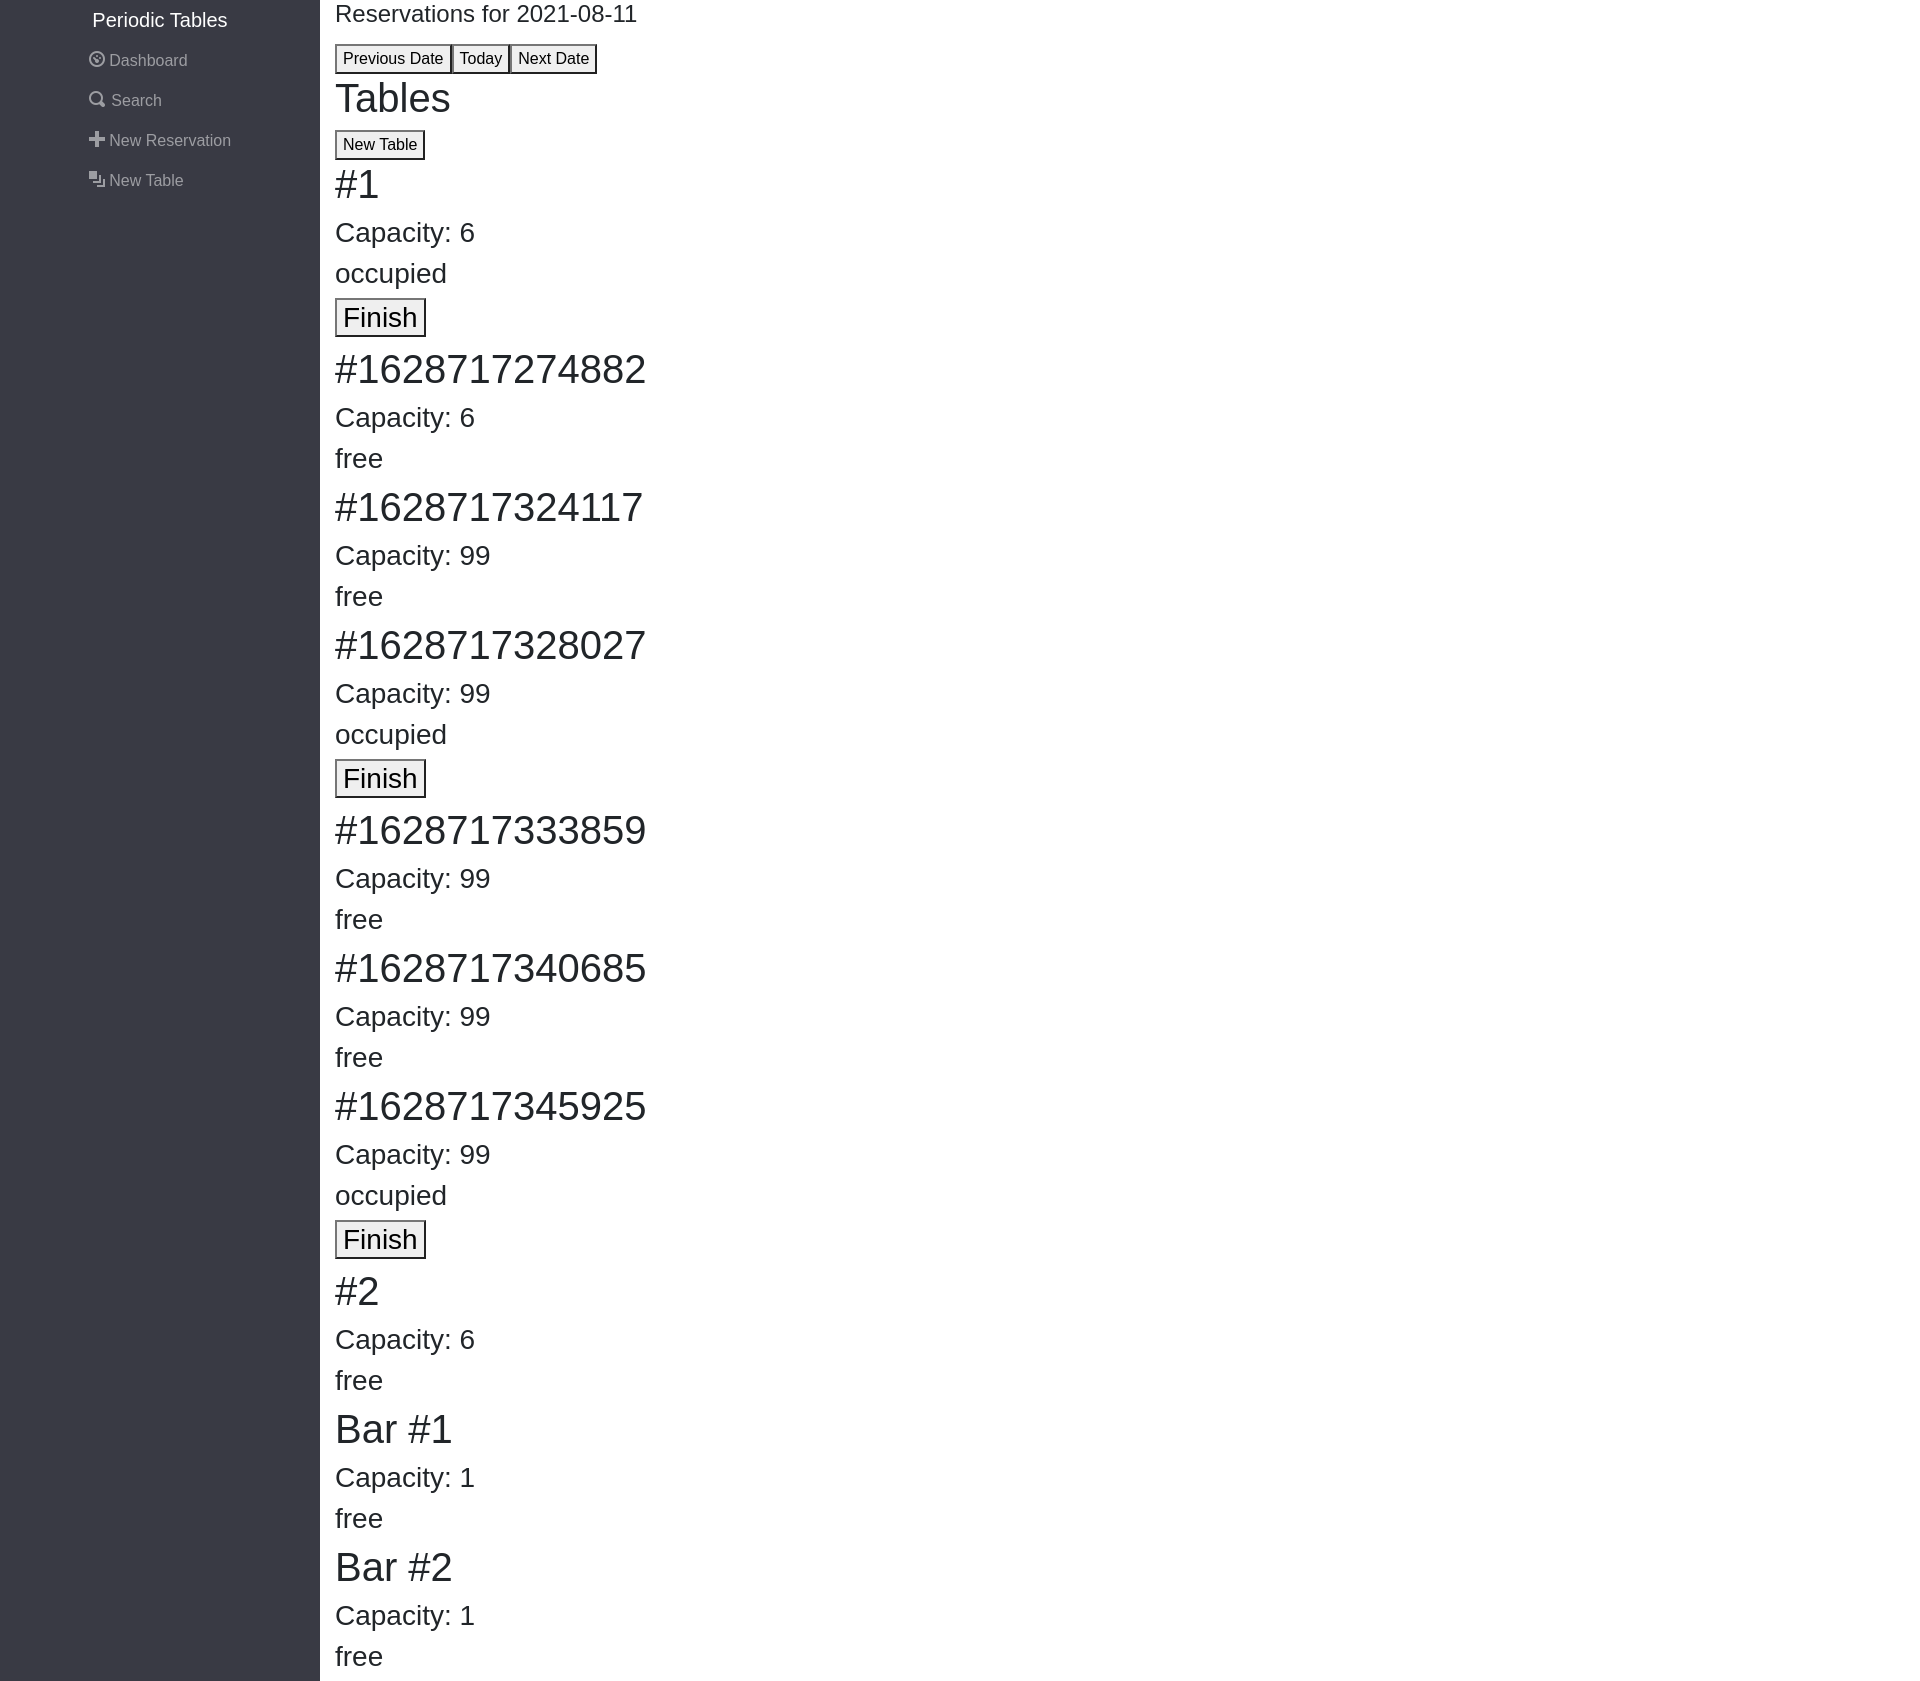 Periodic Tables
Dashboard
Search
New Reservation
New Table
Reservations for 2021-08-11
Previous Date Today Next Date
Tables
New Table
#1
Capacity: 6
occupied
Finish
#1628717274882
Capacity: 6
free
#1628717324117
Capacity: 99
free
#1628717328027
Capacity: 99
occupied
Finish
#1628717333859
Capacity: 99
free
#1628717340685
Capacity: 99
free
#1628717345925
Capacity: 99
occupied
Finish
#2
Capacity: 6
free
Bar #1
Capacity: 1
free
Bar #2
Capacity: 1
free